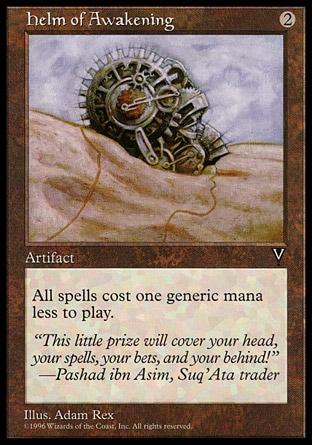 Helm of Awakening 2
Artifact V
All spells cost one generic mana
less to play.
“This little prize will cover your head,
your spells, your bets, and your behind!”
—Pashad ibn Asim, Suq'Ata trader
Illus. Adam Rex
©1996 Wizards of the Coast, Inc. All rights reserved.